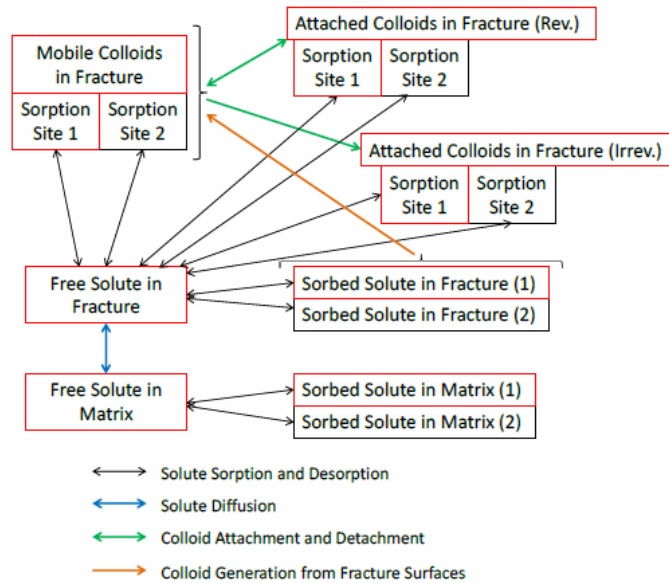 Mobile Colloids
in Fracture
Sorption
Site 1
Sorption
Site 2
Attached Colloids in Fracture (Rev.)
Sorption
Site 1
Sorption
Site 2
Attached Colloids in Fracture (Irrev.)
Sorption
Site 1
Sorption
Site 2
Free Solute in
Fracture
Sorbed Solute in Fracture (1)
Sorbed Solute in Fracture (2)
Free Solute in
Matrix
Sorbed Solute in Matrix (1)
Sorbed Solute in Matrix (2)
Solute Sorption and Desorption
Solute Diffusion
Colloid Attachment and Detachment
Colloid Generation from Fracture Surfaces